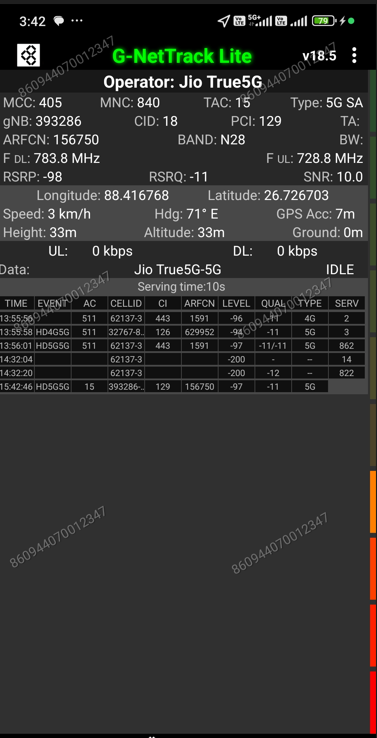 3:42 ... 5G+ 79
G-NetTrack Lite v18.5
Operator: Jio True5G
MCC: 405 MNC: 840 TAC: 15 Type: 5G SA
gNB: 393286 CID: 18 PCI: 129 TA:
ARFCN: 156750 BAND: N28 BW:
F DL: 783.8 MHz F UL: 728.8 MHz
RSRP: -98 RSRQ: -11 SNR: 10.0
Longitude: 88.416768 Latitude: 26.726703
Speed: 3 km/h Hdg: 71° E GPS Acc: 7m
Height: 33m Altitude: 33m Ground: 0m
UL: 0 kbps DL: 0 kbps
Data: Jio True5G-5G IDLE
Serving time:10s
TIME EVENT AC CELLID CI ARFCN LEVEL QUAL TYPE SERV
13:55:56 511 62137-3 443 1591 -96 -11 4G 2
13:55:58 HD4G5G 511 32767-8.. 126 629952 -94 -11 5G 3
13:56:01 HD5G5G 511 62137-3 443 1591 -97 -11/-11 5G 862
14:32:04 62137-3 -200 - -- 14
14:32:20 62137-3 -200 -12 -- 822
15:42:46 HD5G5G 15 393286-.. 129 156750 -97 -11 5G
860944070012347
860944070012347
860944070012347
860944070012347